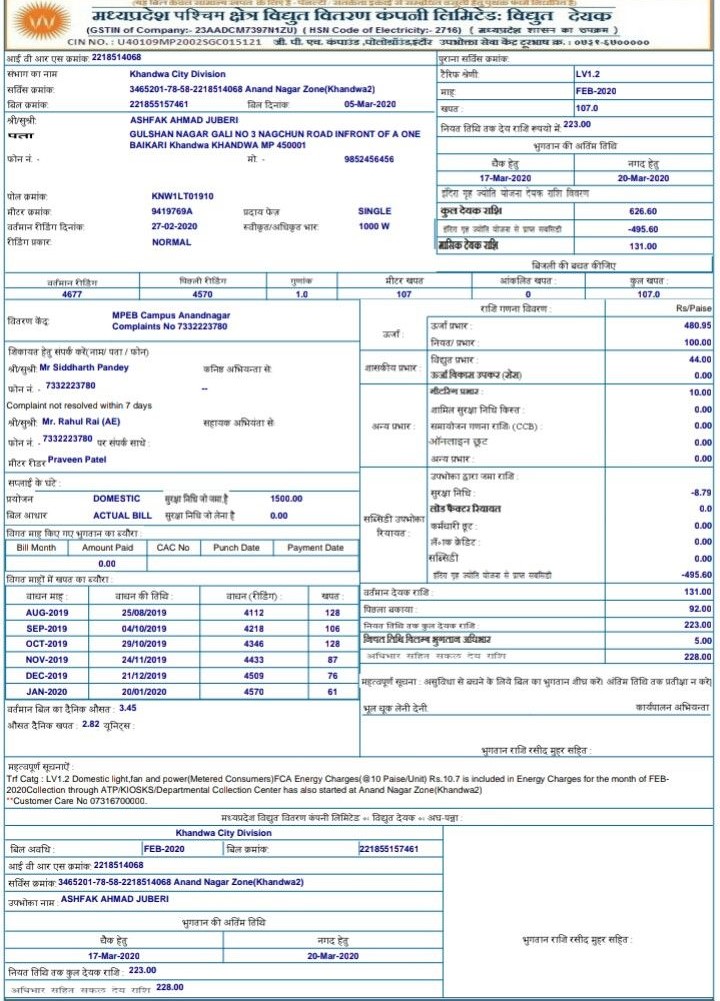 (यह बिल केवल सामान्य खपत के लिए है - पेनल्टी / सतर्कता इकाई से सम्बंधित वसूली हेतु पृथक फार्म निर्धारित है)
मध्यप्रदेश पश्चिम क्षेत्र विद्युत वितरण कंपनी लिमिटेड: विद्युत देयक
(GSTIN of Company:- 23AADCM7397N1ZU) ( HSN Code of Electricity:- 2716) ( मध्यप्रदेश शासन का उपक्रम )
CIN NO. : U40109MP2002SGC015121 जी. पी. एच. कंपाउंड ,पोलोग्रॉउंड,इंदौर उपभोक्ता सेवा केंद्र दूरभाष क्र. : ०७३१-६७०००००
आई वी आर एस क्रमांक: 2218514068 पुराना सर्विस क्रमांक:
संभाग का नाम Khandwa City Division टैरिफ श्रेणी: LV1.2
सर्विस क्रमांक: 3465201-78-58-2218514068 Anand Nagar Zone(Khandwa2) माह: FEB-2020
बिल क्रमांक: 221855157461 बिल दिनांक: 05-Mar-2020 खपत : 107.0
श्री/सुश्री: ASHFAK AHMAD JUBERI नियत तिथि तक देय राशि रूपयो में: 223.00
पता GULSHAN NAGAR GALI NO 3 NAGCHUN ROAD INFRONT OF A ONE
BAIKARI Khandwa KHANDWA MP 450001 भुगतान की अंतिम तिथि
फोन नं. - मो. - 9852456456 चैक हेतु नगद हेतु
17-Mar-2020 20-Mar-2020
पोल क्रमांक: KNW1LT01910 इंदिरा गृह ज्योति योजना देयक राशि विवरण
मीटर क्रमांक: 9419769A प्रदाय फेज़ SINGLE कुल देयक राशि 626.60
वर्तमान रीडिंग दिनांक: 27-02-2020 स्वीकृत/अधिकृत भार: 1000 W इंदिरा गृह ज्योति योजना में प्राप्त सबसिडी -495.60
रीडिंग प्रकार: NORMAL मासिक देयक राशि 131.00
बिजली की बचत कीजिए
वर्तमान रीडिंग पिछली रीडिंग गुणांक मीटर खपत आंकलित खपत : कुल खपत :
4677 4570 1.0 107 0 107.0
वितरण केंद्र: MPEB Campus Anandnagar
Complaints No 7332223780
राशि गणना विवरण : Rs/Paise
ऊर्जा: ऊर्जा प्रभार : 480.95
नियत/ प्रभार: 100.00
शासकीय प्रभार: विद्युत प्रभार: 44.00
ऊर्जा विकास उपकर (सेस) 0.00
अन्य प्रभार : मीटरिंग प्रभार: 10.00
शामिल सुरक्षा निधि किस्त: 0.00
समायोजन गणना राशि: (CCB) 0.00
ऑनलाइन छूट 0.00
अन्य प्रभार: 0.00
शिकायत हेतु संपर्क करे(नाम/ पता / फोन)
श्री/सुश्री: Mr Siddharth Pandey कनिष्ठ अभियन्ता से:
फोन नं. - 7332223780 --
Complaint not resolved within 7 days
श्री/सुश्री: Mr. Rahul Rai (AE) सहायक अभियंता से:
फोन नं. - 7332223780 पर संपर्क साधे :
मीटर रीडर Praveen Patel
सप्लाई के घंटे :
प्रयोजन DOMESTIC सुरक्षा निधि जो जमा है 1500.00
बिल आधार ACTUAL BILL सुरक्षा निधि जो लेना है 0.00
सब्सिडी उपभोक्ता रियायत : उपभोक्ता द्वारा जमा राशि :
सुरक्षा निधि : -8.79
लोड फैक्टर रियायत 0.0
कर्मचारी छूट : 0.00
लॅ-ाक क्रेडिट : 0.00
सब्सिडी 0.00
इंदिरा गृह ज्योति योजना में प्राप्त सबसिडी -495.60
विगत माह किए गए भुगतान का ब्यौरा :
Bill Month Amount Paid CAC No Punch Date Payment Date
0.00
विगत माहों में खपत का ब्यौरा :
वाचन माह : वाचन की तिथि : वाचन (रीडिंग) : खपत :
AUG-2019 25/08/2019 4112 128
SEP-2019 04/10/2019 4218 106
OCT-2019 29/10/2019 4346 128
NOV-2019 24/11/2019 4433 87
DEC-2019 21/12/2019 4509 76
JAN-2020 20/01/2020 4570 61
वर्तमान देयक राशि : 131.00
पिछला बकाया : 92.00
नियत तिथि तक कुल देयक राशि : 223.00
नियत तिथि विलम्ब भुगतान अधिभार 5.00
अधिभार सहित सकल देय राशि 228.00
वर्तमान बिल का दैनिक औसत : 3.45
औसत दैनिक खपत : 2.82 यूनिट्स :
महत्वपूर्ण सूचना : असुविधा से बचने के लिये बिल का भुगतान शीघ्र करें। अंतिम तिथि तक प्रतीक्षा न करें|
भूल चूक लेनी देनी. कार्यपालन अभियन्ता
भुगतान राशि रसीद मुहर सहित :
महत्वपूर्ण सूचनाएँ :
Trf Catg : LV1.2 Domestic light,fan and power(Metered Consumers)FCA Energy Charges(@10 Paise/Unit) Rs.10.7 is included in Energy Charges for the month of FEB-
2020Collection through ATP/KIOSKS/Departmental Collection Center has also started at Anand Nagar Zone(Khandwa2)
**Customer Care No 07316700000.
मध्यप्रदेश विद्युत वितरण कंपनी लिमिटेड -: विद्युत देयक -: अध-पन्ना :
Khandwa City Division
बिल अवधि : FEB-2020 बिल क्रमांक: 221855157461
आई वी आर एस क्रमांक: 2218514068
सर्विस क्रमांक: 3465201-78-58-2218514068 Anand Nagar Zone(Khandwa2)
उपभोक्ता नाम : ASHFAK AHMAD JUBERI
भुगतान की अंतिम तिथि
चैक हेतु नगद हेतु
17-Mar-2020 20-Mar-2020
भुगतान राशि रसीद मुहर सहित :
नियत तिथि तक कुल देयक राशि : 223.00
अधिभार सहित सकल देय राशि 228.00